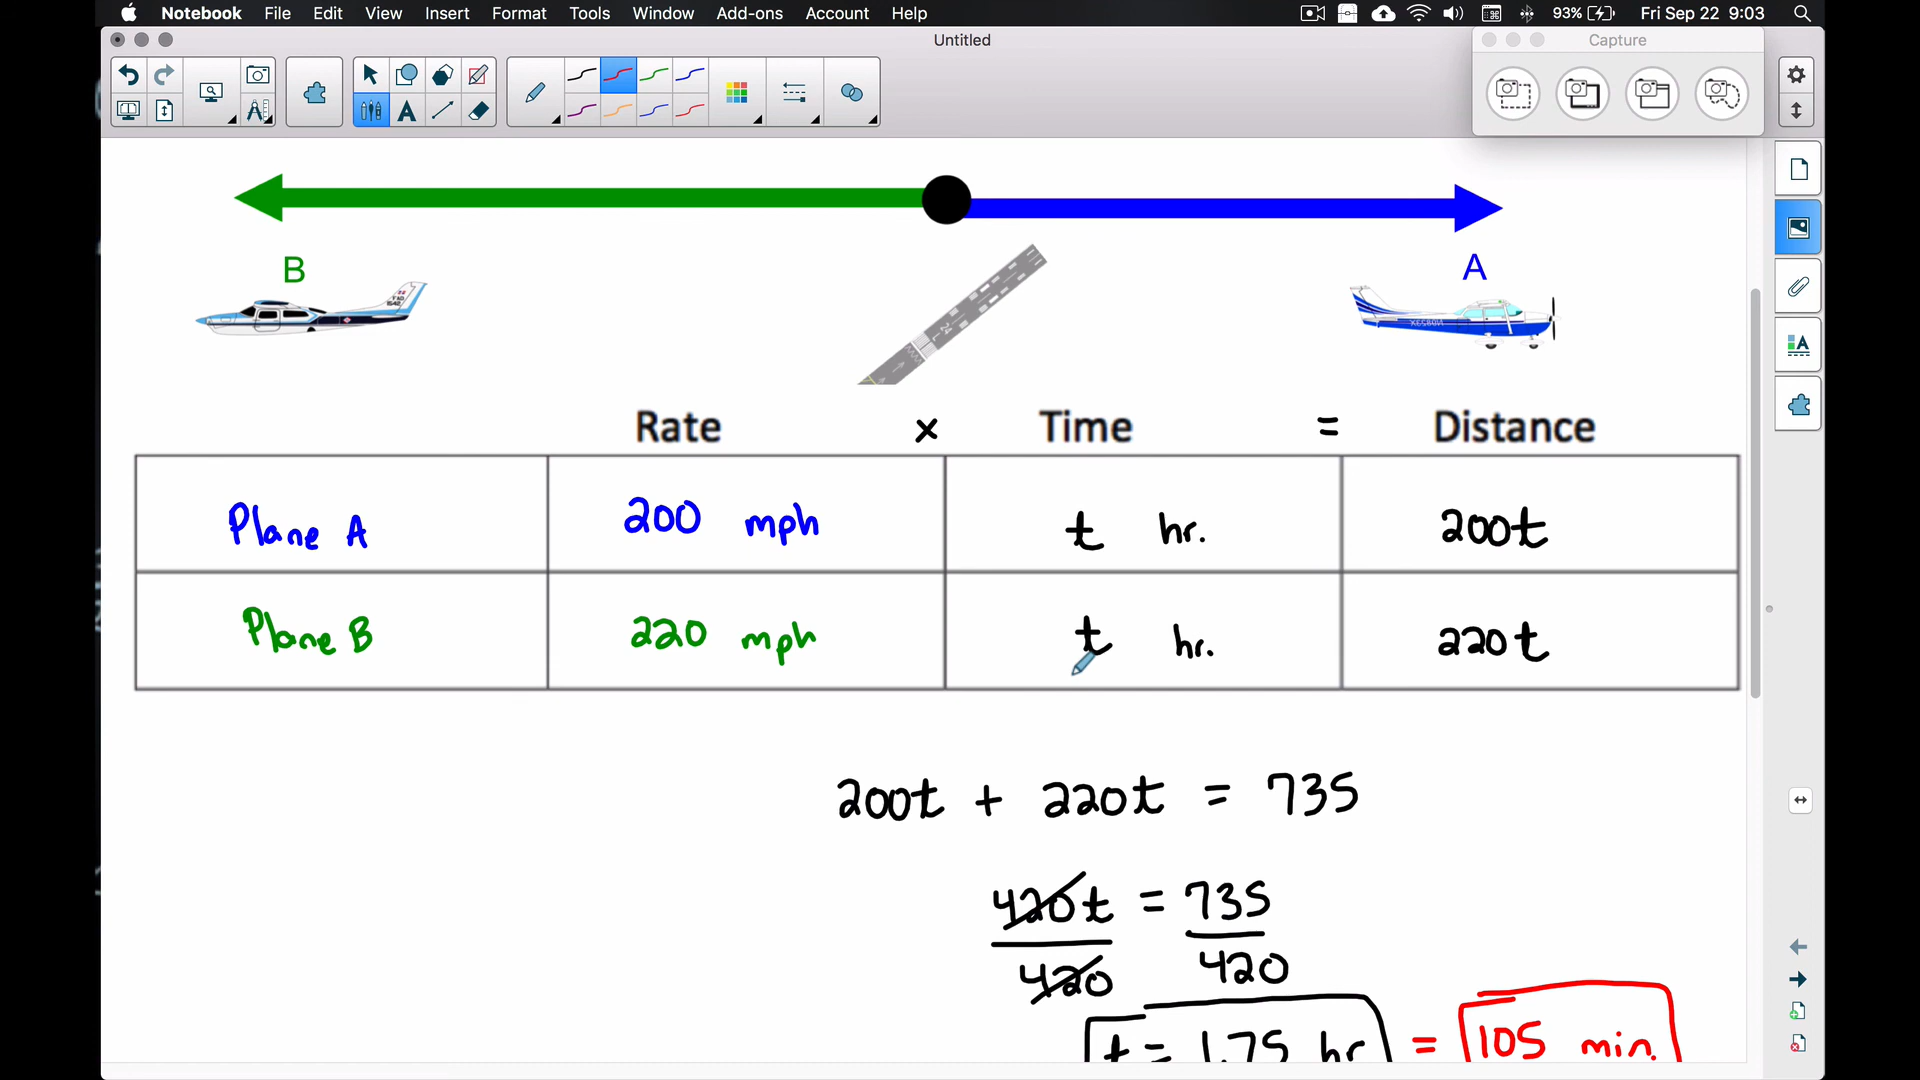 Notebook File Edit View Insert Format Tools Window Add-ons Account Help 93% Fri Sep 22 9:03
Untitled
Capture
B
A
24
Rate x Time = Distance
Plane A 200 mph t hr. 200t
Plane B 220 mph t hr. 220t
200t + 220t = 735
420t = 735
420 420
t = 1.75 hr = 105 min.